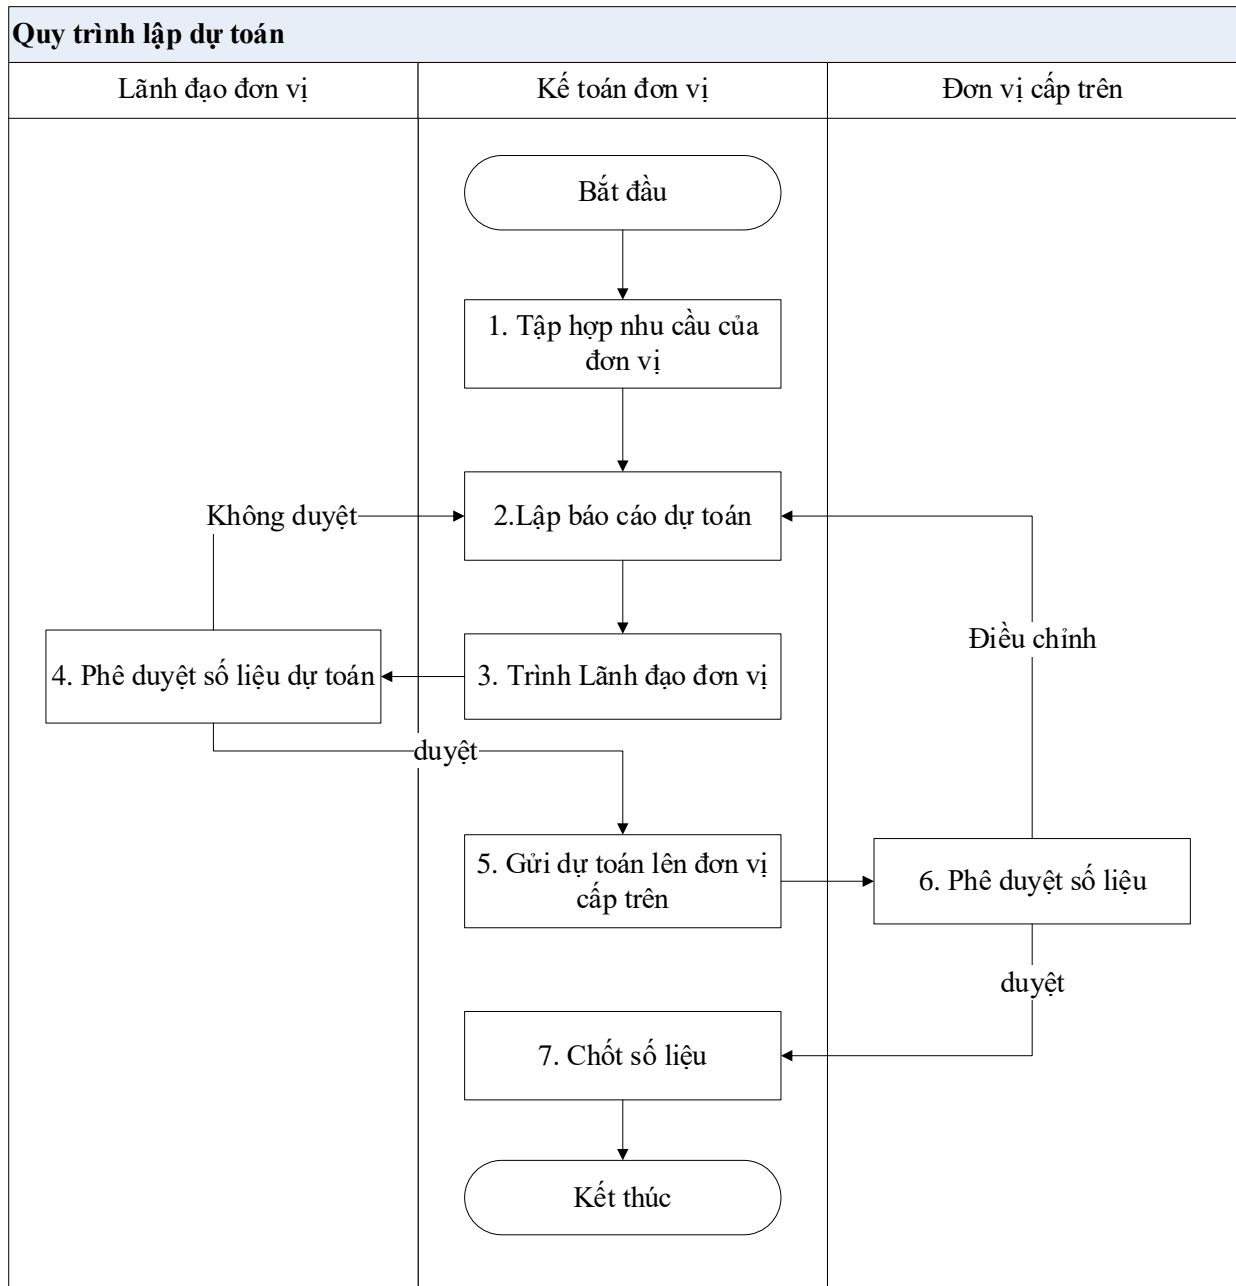 Quy trình lập dự toán
Lãnh đạo đơn vị
Kế toán đơn vị
Đơn vị cấp trên
Bắt đầu
1. Tập hợp nhu cầu của
đơn vị
Không duyệt
2.Lập báo cáo dự toán
Điều chỉnh
4. Phê duyệt số liệu dự toán
3. Trình Lãnh đạo đơn vị
duyệt
5. Gửi dự toán lên đơn vị
cấp trên
6. Phê duyệt số liệu
duyệt
7. Chốt số liệu
Kết thúc